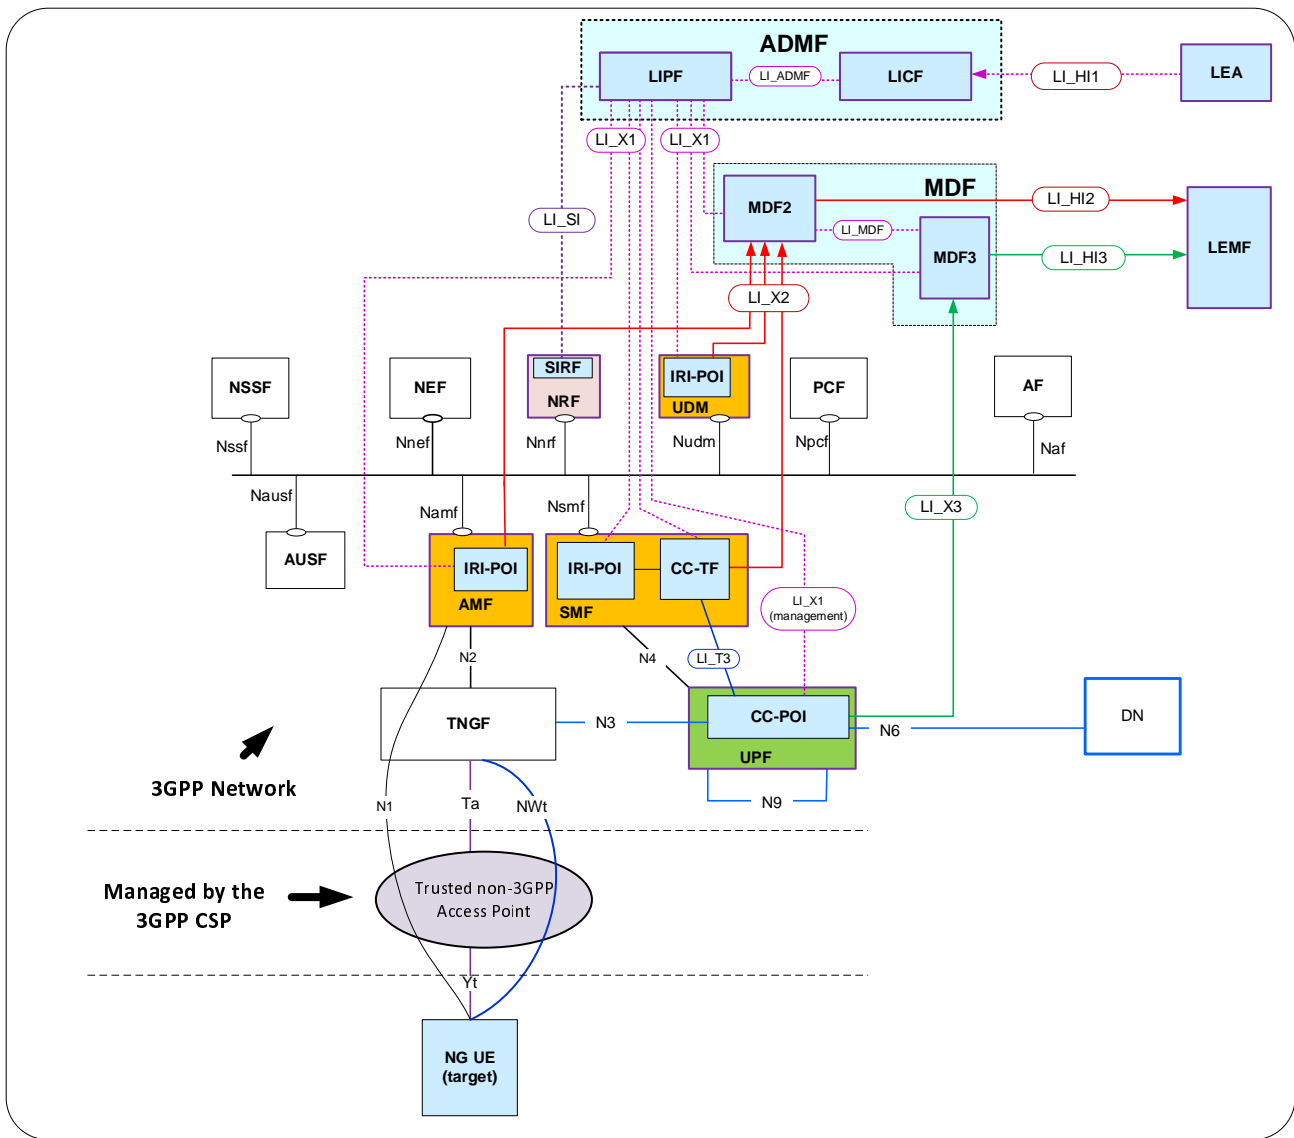 ADMF
LIPF
LI_ADMF
LICF
LI_HI1
LEA
LI_X1
LI_X1
MDF
MDF2
LI_HI2
LI_SI
LI_MDF
MDF3
LI_HI3
LEMF
LI_X2
NSSF
NEF
SIRF
NRF
IRI-POI
UDM
PCF
AF
Nssf
Nnef
Nnrf
Nudm
Npcf
Naf
Nausf
Namf
Nsmf
LI_X3
AUSF
IRI-POI
AMF
IRI-POI
CC-TF
SMF
LI_X1
(management)
N2
N4
LI_T3
TNGF
N3
CC-POI
UPF
N6
DN
3GPP Network
N1
Ta
NWt
N9
Managed by the
3GPP CSP
Trusted non-3GPP
Access Point
Yt
NG UE
(target)